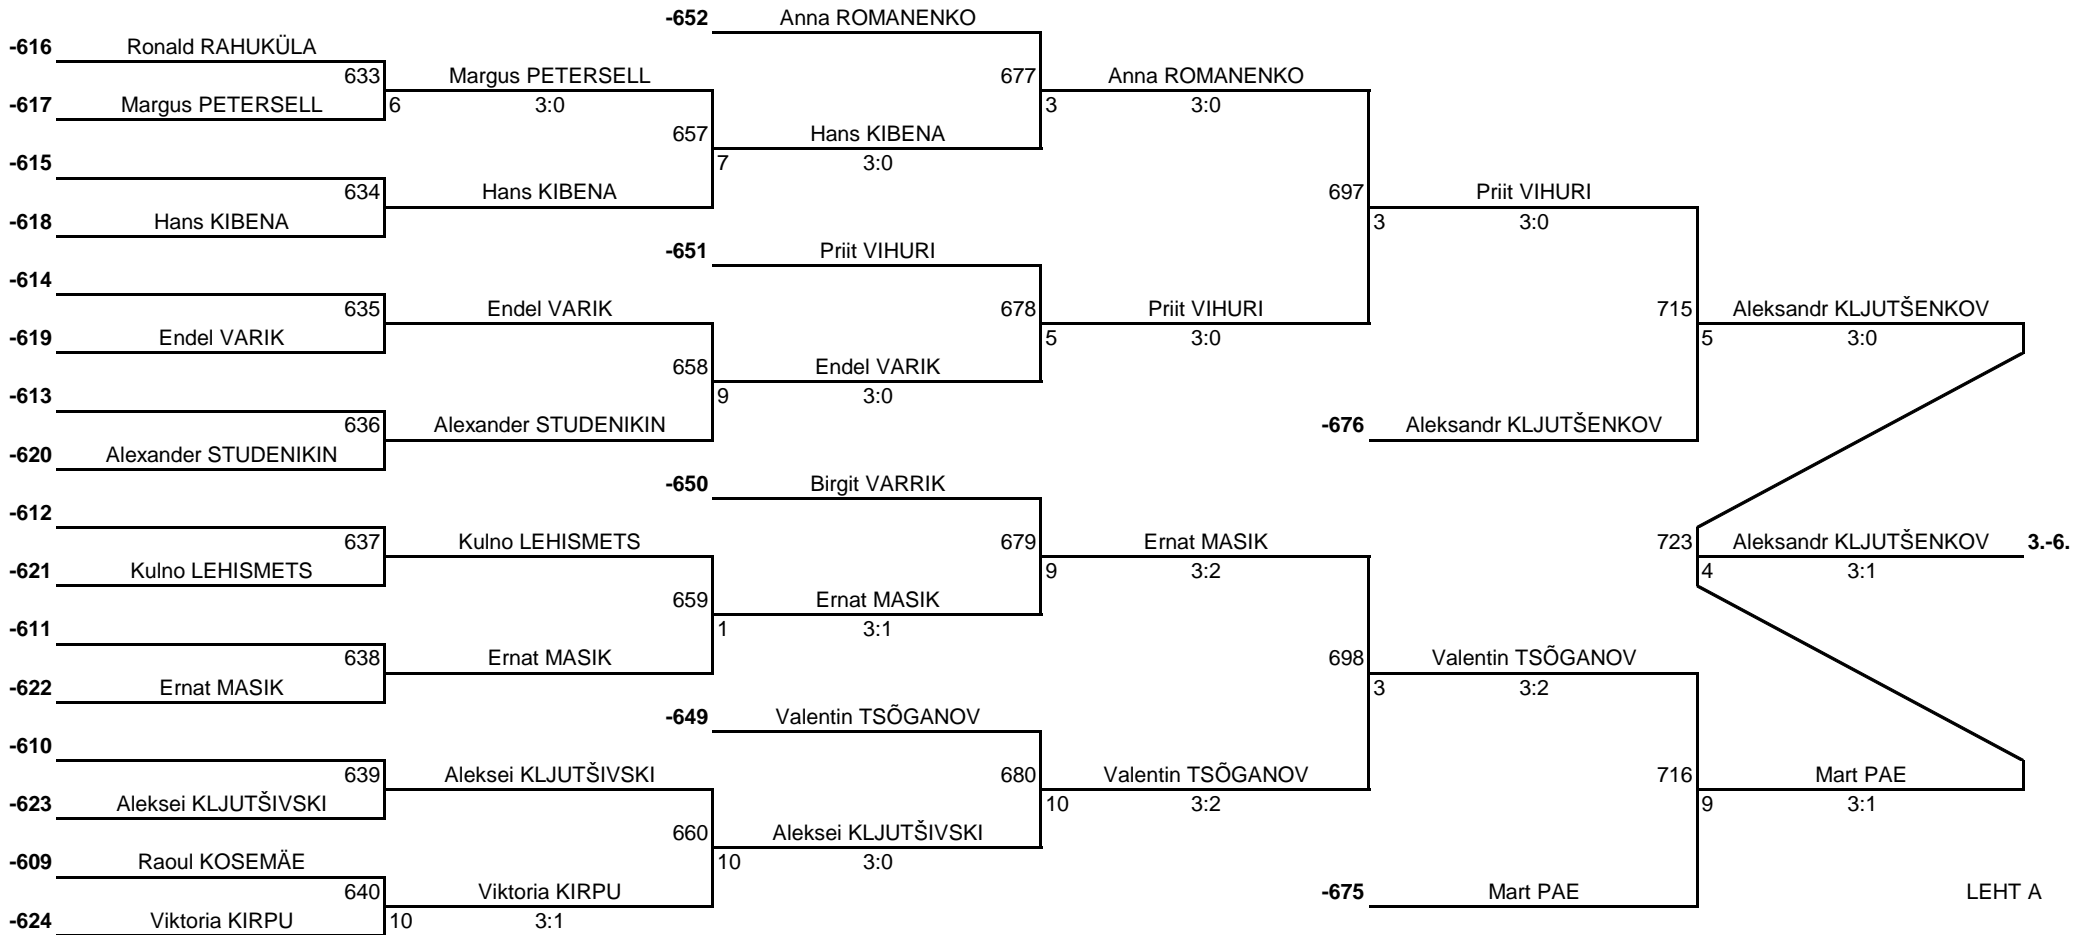 -652 Anna ROMANENKO
-616 Ronald RAHUKÜLA
633 Margus PETERSELL 677 Anna ROMANENKO
-617 Margus PETERSELL 6 3:0 3 3:0
657 Hans KIBENA
-615 7 3:0
634 Hans KIBENA 697 Priit VIHURI
-618 Hans KIBENA 3 3:0
-651 Priit VIHURI
-614
635 Endel VARIK 678 Priit VIHURI 715 Aleksandr KLJUTŠENKOV
-619 Endel VARIK 5 3:0 5 3:0
658 Endel VARIK
-613 9 3:0
636 Alexander STUDENIKIN -676 Aleksandr KLJUTŠENKOV
-620 Alexander STUDENIKIN
-650 Birgit VARRIK
-612
637 Kulno LEHISMETS 679 Ernat MASIK 723 Aleksandr KLJUTŠENKOV 3.-6.
-621 Kulno LEHISMETS 9 3:2 4 3:1
659 Ernat MASIK
-611 1 3:1
638 Ernat MASIK 698 Valentin TSÕGANOV
-622 Ernat MASIK 3 3:2
-649 Valentin TSÕGANOV
-610
639 Aleksei KLJUTŠIVSKI 680 Valentin TSÕGANOV 716 Mart PAE
-623 Aleksei KLJUTŠIVSKI 10 3:2 9 3:1
660 Aleksei KLJUTŠIVSKI
-609 Raoul KOSEMÄE 10 3:0
640 Viktoria KIRPU -675 Mart PAE LEHT A
-624 Viktoria KIRPU 10 3:1